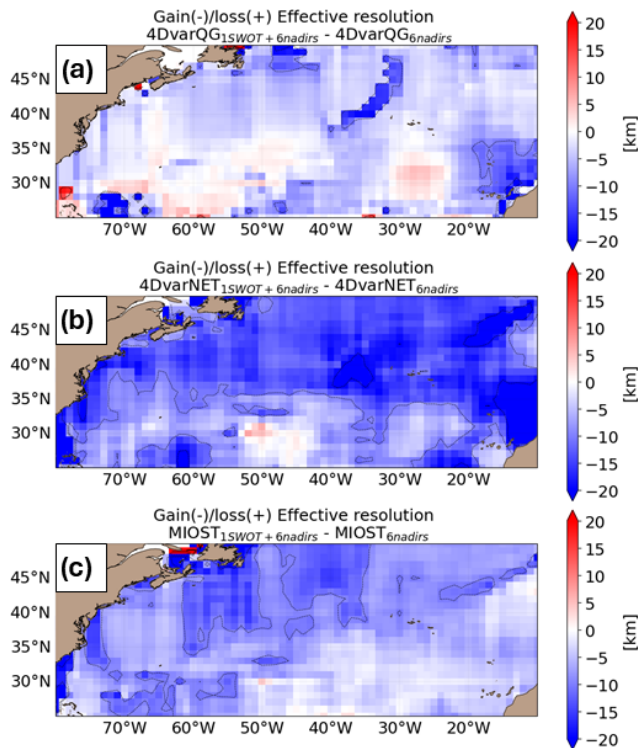 Gain(-)/loss(+) Effective resolution
4DvarQG1SWOT+6nadirs - 4DvarQG6nadirs
(a)
45°N
40°N
35°N
30°N
70°W 60°W 50°W 40°W 30°W 20°W
20
15
10
5
0
−5
−10
−15
−20
[km]
Gain(-)/loss(+) Effective resolution
4DvarNET1SWOT+6nadirs - 4DvarNET6nadirs
(b)
45°N
40°N
35°N
30°N
70°W 60°W 50°W 40°W 30°W 20°W
20
15
10
5
0
−5
−10
−15
−20
[km]
Gain(-)/loss(+) Effective resolution
MIOST1SWOT+6nadirs - MIOST6nadirs
(c)
45°N
40°N
35°N
30°N
70°W 60°W 50°W 40°W 30°W 20°W
20
15
10
5
0
−5
−10
−15
−20
[km]